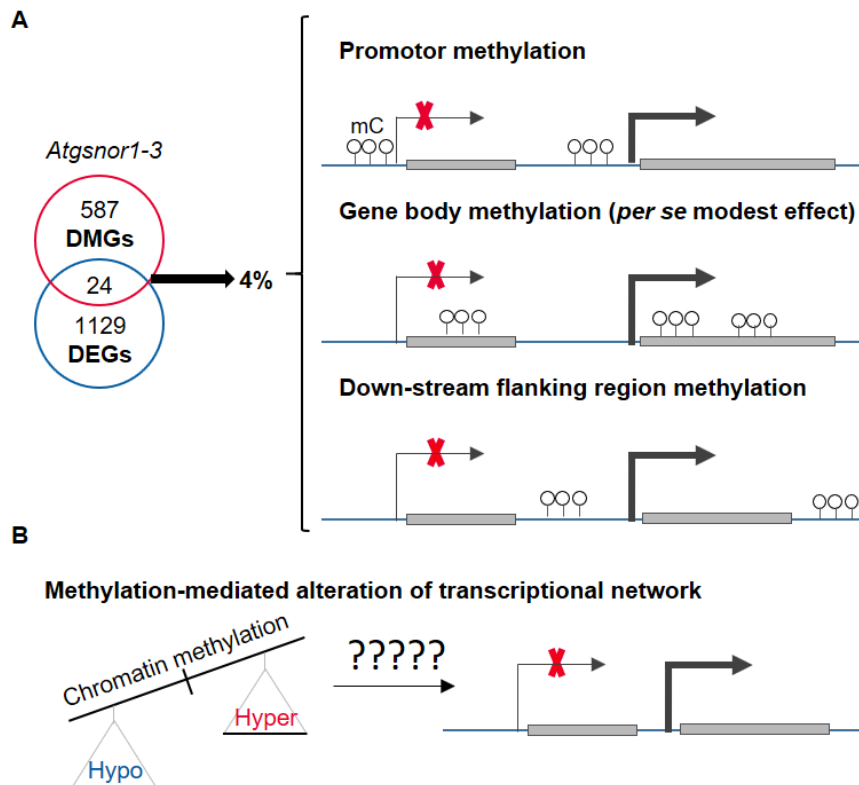 A
Promotor methylation
mC
Atgsnor1-3
587
DMGs
24
4%
1129
DEGs
Gene body methylation (per se modest effect)
Down-stream flanking region methylation
B
Methylation-mediated alteration of transcriptional network
Chromatin methylation
?????
Hyper
Hypo